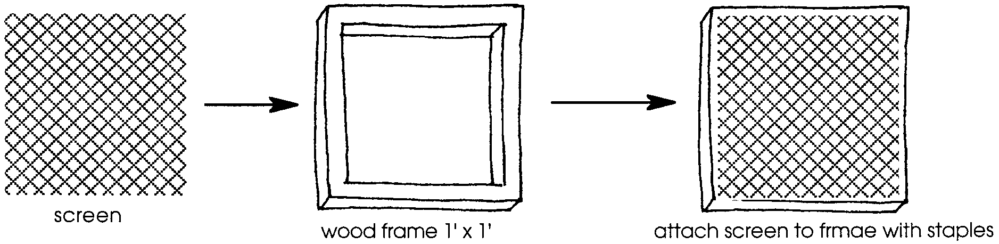 screen
wood frame 1' x 1'
attach screen to frmae with staples